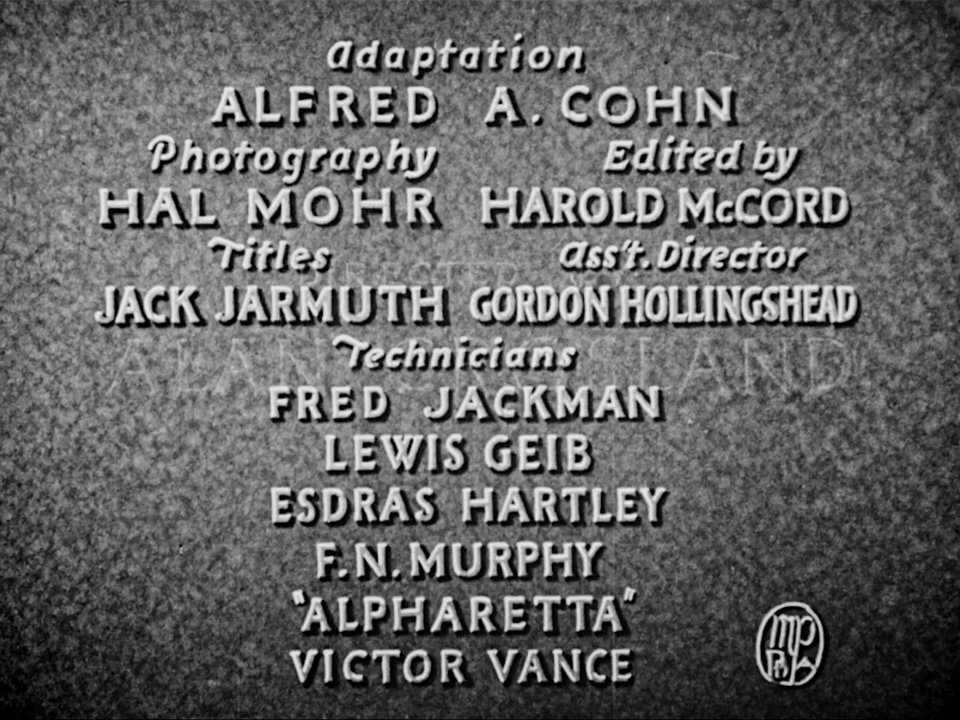 Adaptation
ALFRED A. COHN
Photography Edited by
HAL MOHR HAROLD McCORD
Titles Ass't. Director
JACK JARMUTH GORDON HOLLINGSHEAD
Technicians
FRED JACKMAN
LEWIS GEIB
ESDRAS HARTLEY
F.N. MURPHY
"ALPHARETTA"
VICTOR VANCE